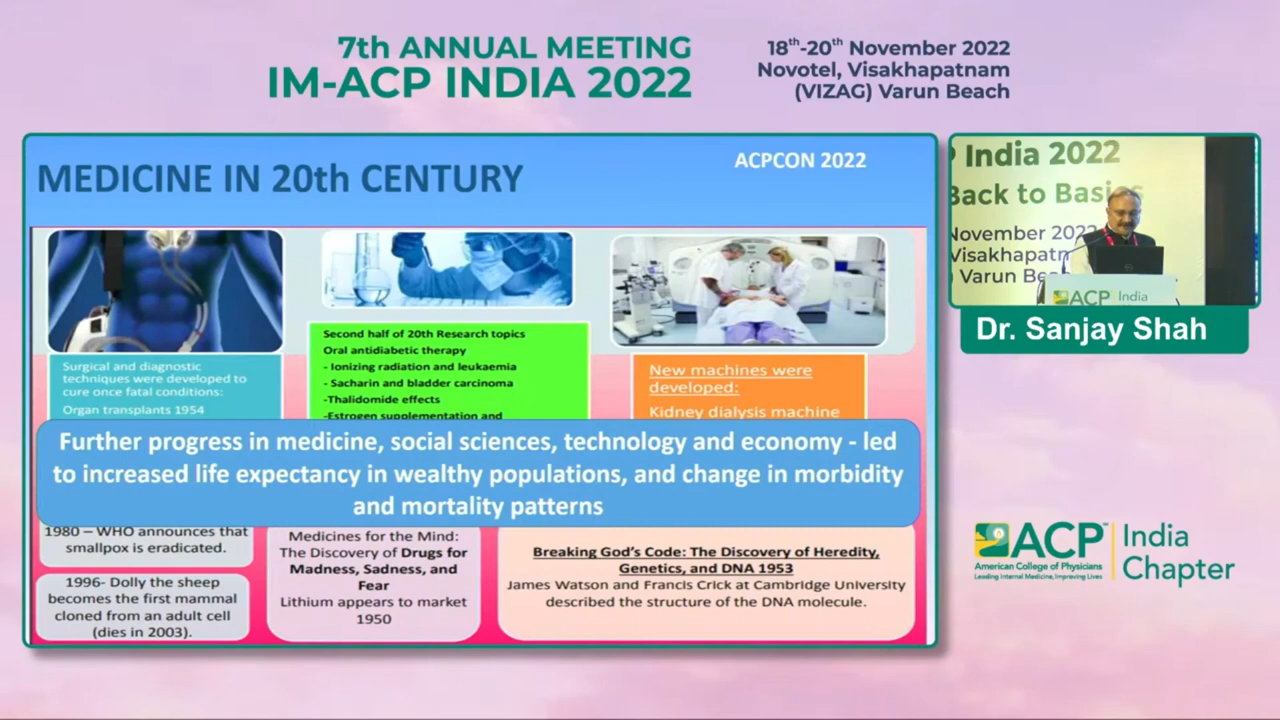 7th ANNUAL MEETING
IM-ACP INDIA 2022
18th-20th November 2022
Novotel, Visakhapatnam
(VIZAG) Varun Beach
MEDICINE IN 20th CENTURY
ACPCON 2022
Surgical and diagnostic
techniques were developed to
cure once fatal conditions:
Organ transplants 1954
Second half of 20th Research topics
Oral antidiabetic therapy
- Ionizing radiation and leukaemia
- Sacharin and bladder carcinoma
-Thalidomide effects
-Estrogen supplementation and
New machines were
developed:
Kidney dialysis machine
Further progress in medicine, social sciences, technology and economy - led
to increased life expectancy in wealthy populations, and change in morbidity
and mortality patterns
1980 – WHO announces that
smallpox is eradicated.
1996- Dolly the sheep
becomes the first mammal
cloned from an adult cell
(dies in 2003).
Medicines for the Mind:
The Discovery of Drugs for
Madness, Sadness, and
Fear
Lithium appears to market
1950
Breaking God's Code: The Discovery of Heredity,
Genetics, and DNA 1953
James Watson and Francis Crick at Cambridge University
described the structure of the DNA molecule.
India 2022
Back to Basics
November 2022
Visakhapatn
Varun Be
ACP India
Dr. Sanjay Shah
ACP
American College of Physicians
Leading Internal Medicine, Improving Lives
India
Chapter